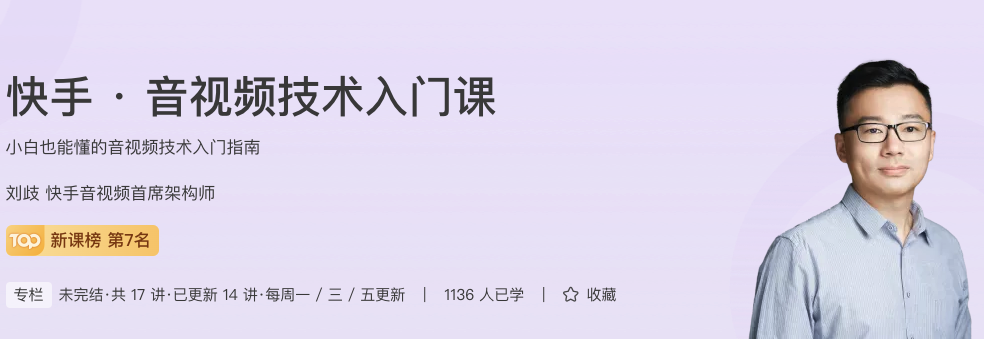 快手 · 音视频技术入门课
小白也能懂的音视频技术入门指南
刘歧 快手音视频首席架构师
TOP 新课榜 第7名
专栏 未完结·共 17 讲·已更新 14 讲·每周一 / 三 / 五更新 | 1136 人已学 | 收藏